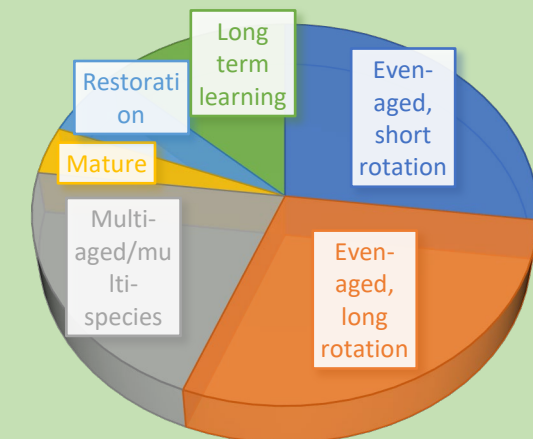 Long
term
learning
Even-
aged,
short
rotation
Restorati
on
Mature
Multi-
aged/mu
lti-
species
Even-
aged,
long
rotation